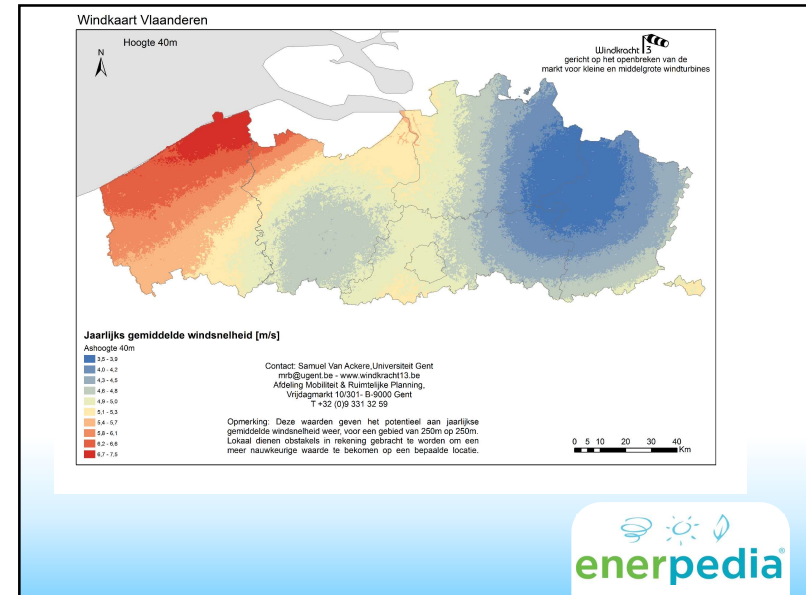 Windkaart Vlaanderen
Hoogte 40m
N
Windkracht 13
gericht op het openbreken van de
markt voor kleine en middelgrote windturbines
Jaarlijks gemiddelde windsnelheid [m/s]
Ashoogte 40m
3,5 - 3,9
4,0 - 4,2
4,3 - 4,5
4,6 - 4,8
4,9 - 5,0
5,1 - 5,3
5,4 - 5,7
5,8 - 6,1
6,2 - 6,6
6,7 - 7,5
Contact: Samuel Van Ackere,Universiteit Gent
mrb@ugent.be - www.windkracht13.be
Afdeling Mobiliteit & Ruimtelijke Planning,
Vrijdagmarkt 10/301- B-9000 Gent
T +32 (0)9 331 32 59
Opmerking: Deze waarden geven het potentieel aan jaarlijkse
gemiddelde windsnelheid weer, voor een gebied van 250m op 250m.
Lokaal dienen obstakels in rekening gebracht te worden om een
meer nauwkeurige waarde te bekomen op een bepaalde locatie.
0 5 10 20 30 40
Km
enerpedia®